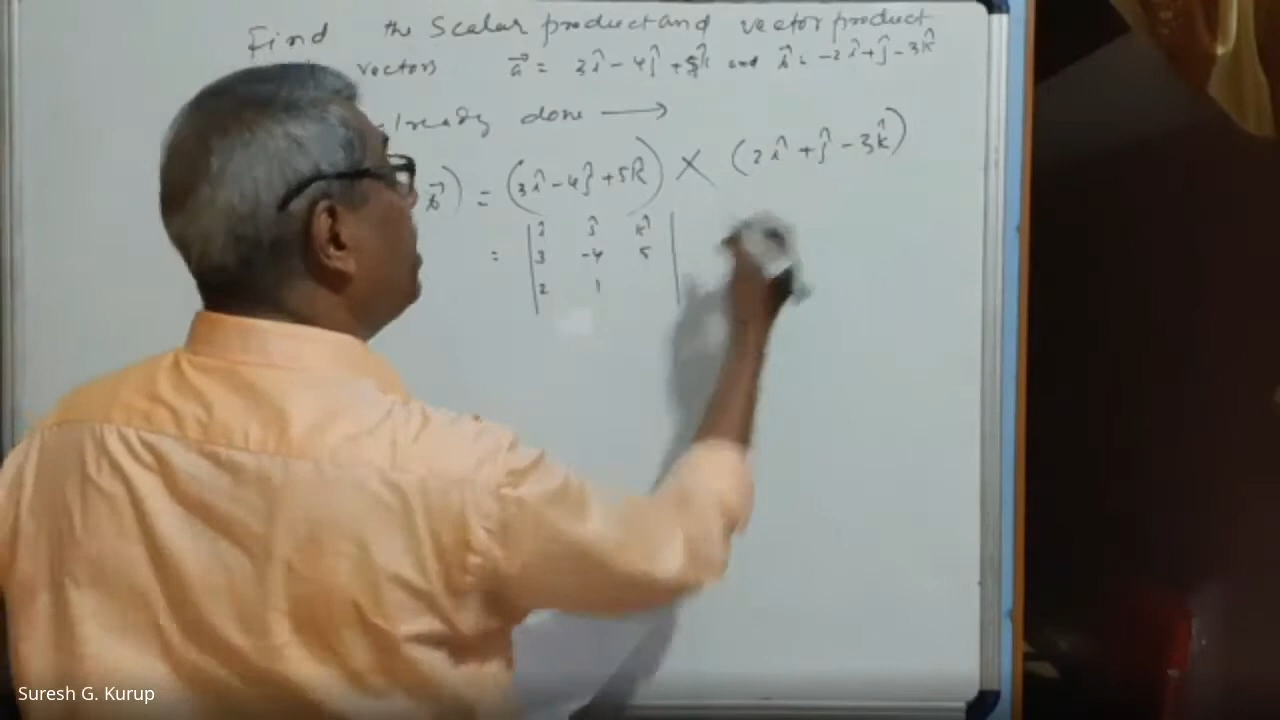 Find the Scalar product and vector product
vectors a⃗ = 3î - 4ĵ + 5k̂ and b⃗ = -2î + ĵ - 3k̂
already done ⟶
b⃗) = (3î - 4ĵ + 5k̂) × (2î + ĵ - 3k̂)
= | î ĵ k̂ |
3 -4 5
2 1
Suresh G. Kurup